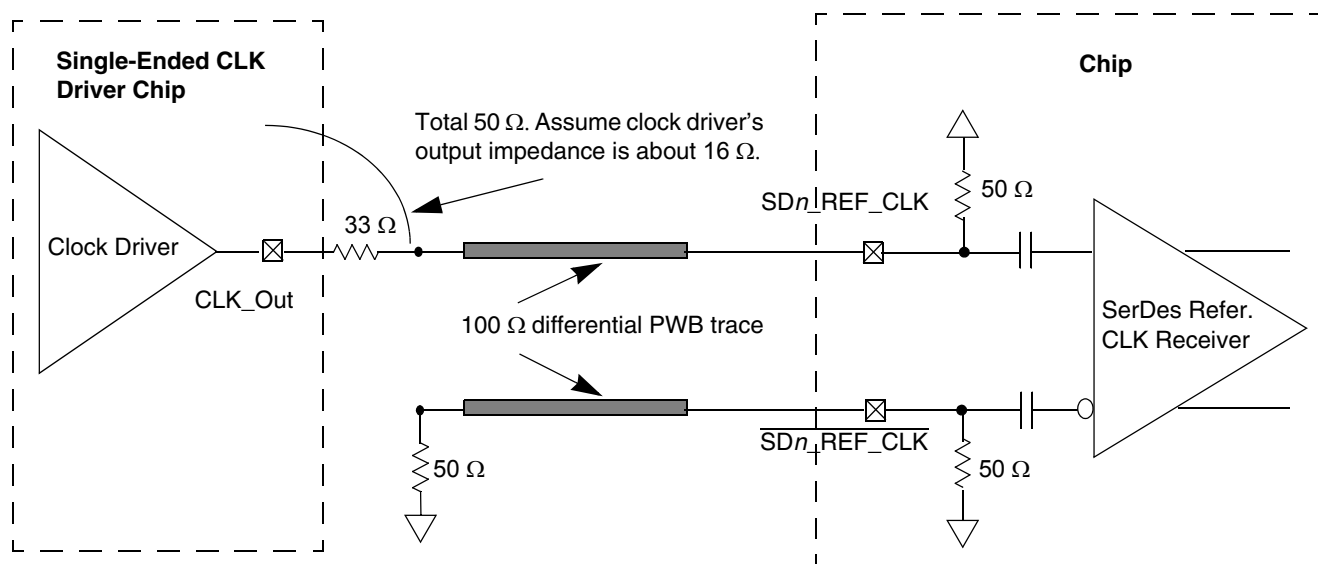 Single-Ended CLK
Driver Chip
Chip
Total 50 Ω. Assume clock driver’s
output impedance is about 16 Ω.
50 Ω
SDn_REF_CLK
33 Ω
Clock Driver
CLK_Out
SerDes Refer.
CLK Receiver
100 Ω differential PWB trace
SDn_REF_CLK
50 Ω
50 Ω